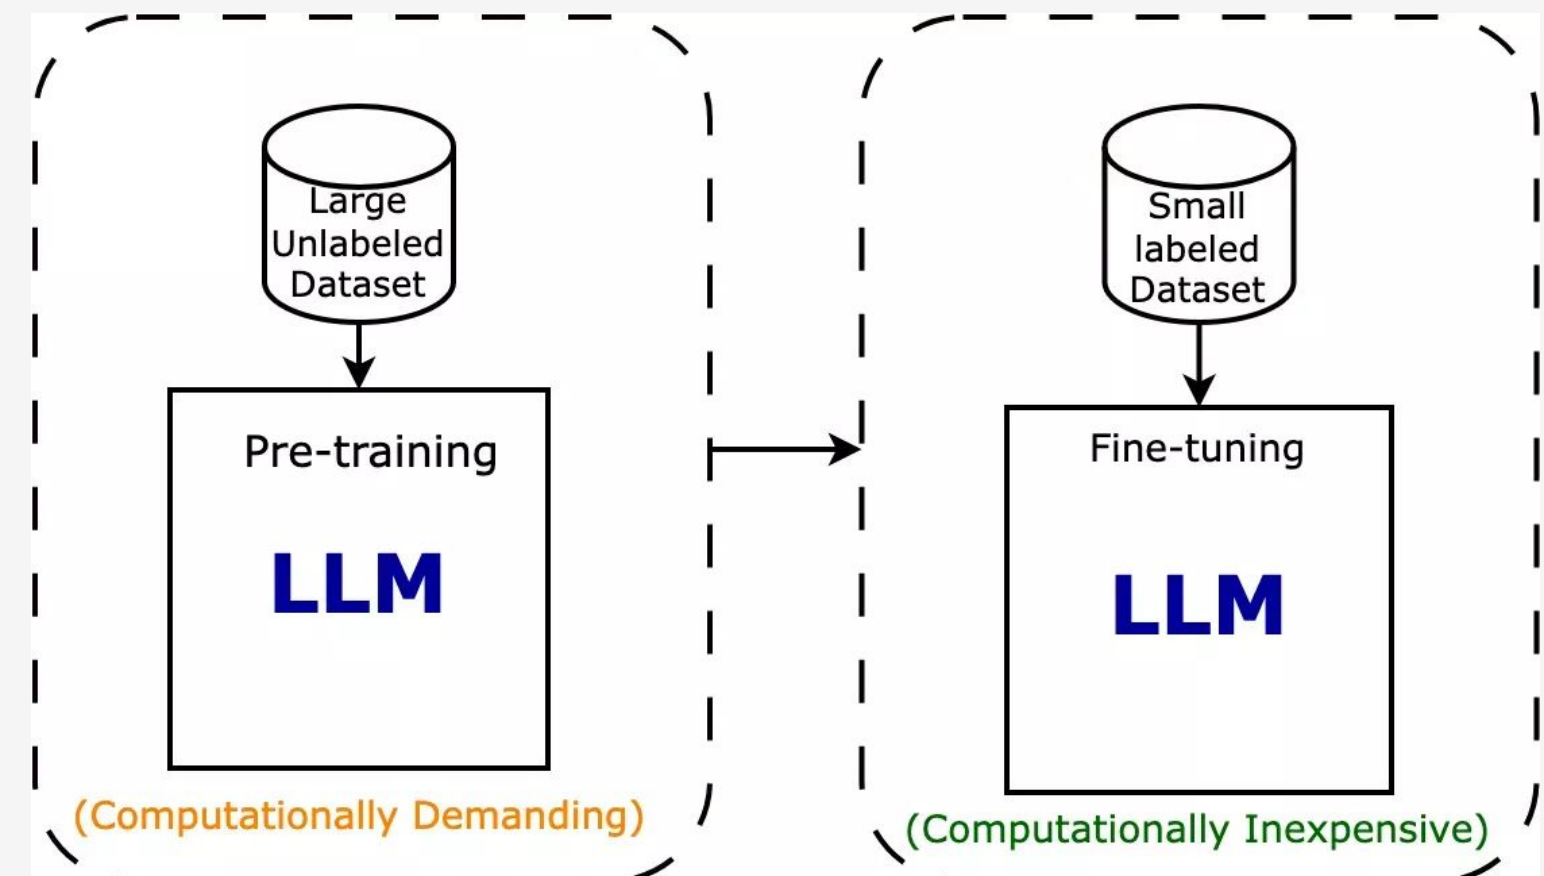 Large
Unlabeled
Dataset
Pre-training
LLM
(Computationally Demanding)
Small
labeled
Dataset
Fine-tuning
LLM
(Computationally Inexpensive)